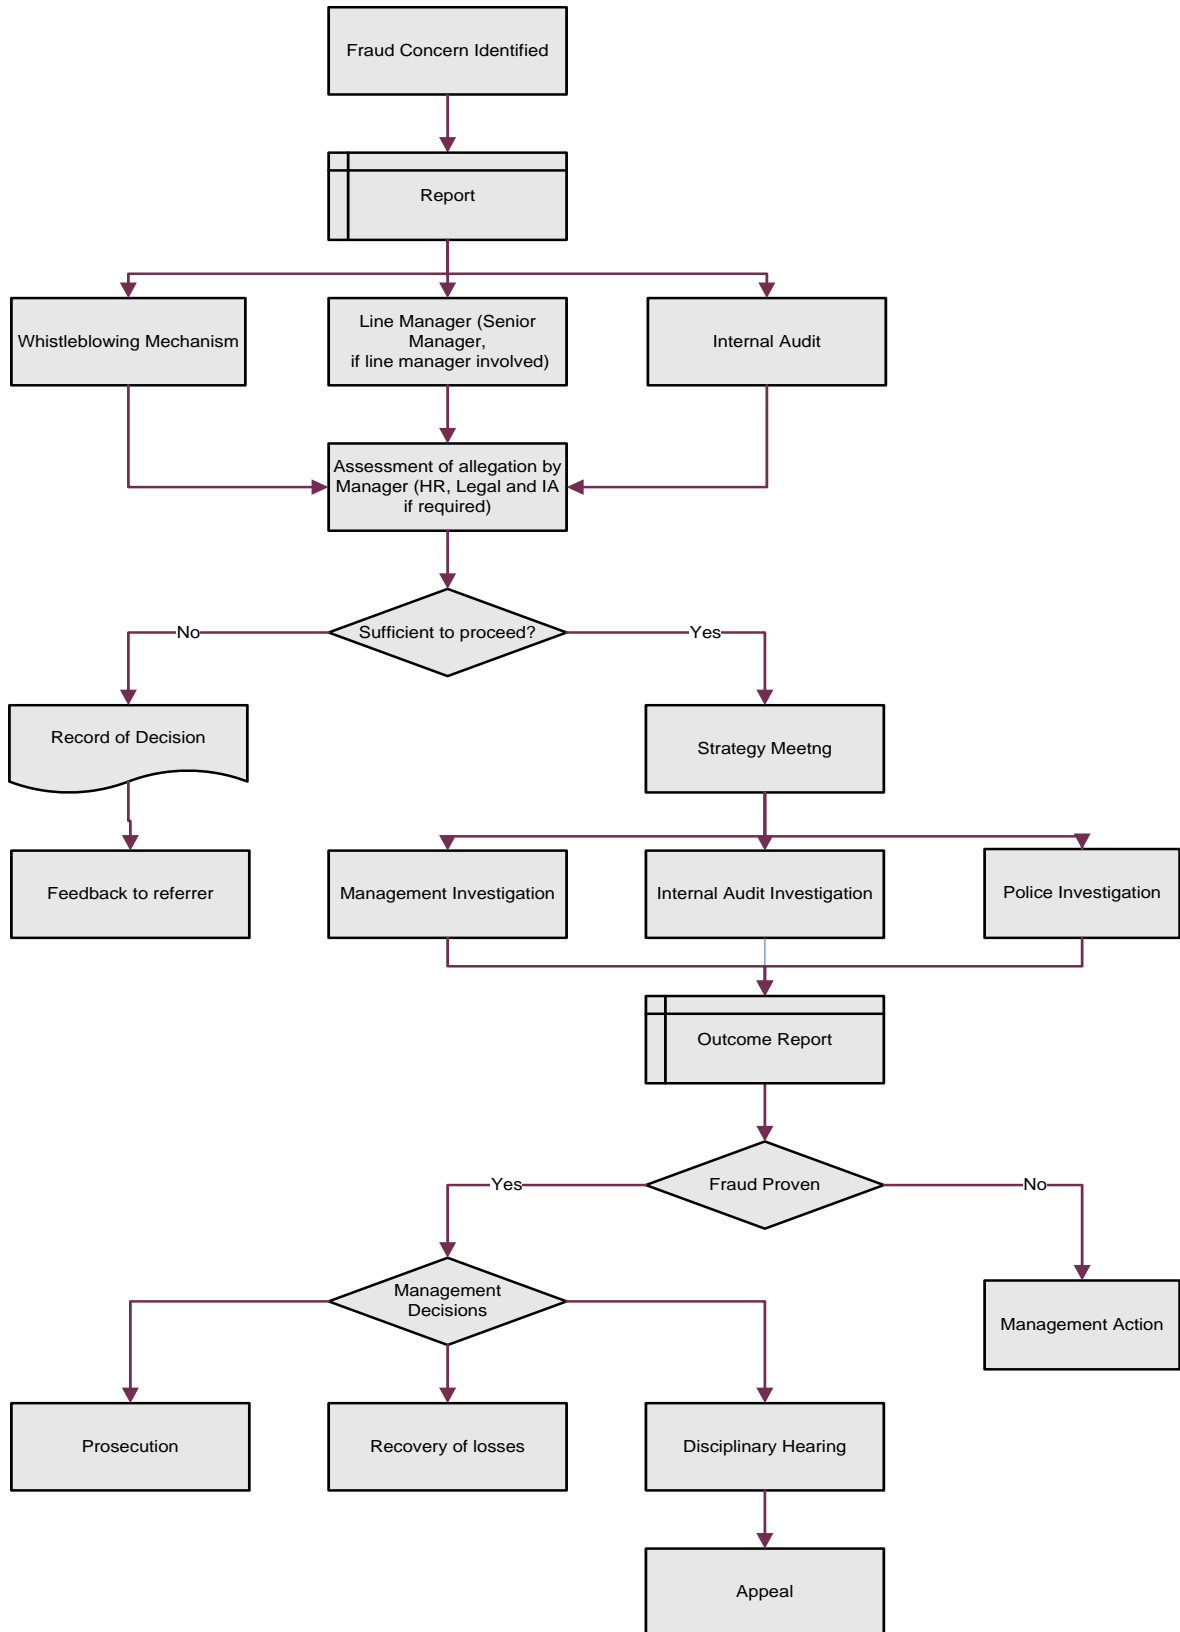 Fraud Concern Identified
Report
Whistleblowing Mechanism
Line Manager (Senior
Manager,
if line manager involved)
Internal Audit
Assessment of allegation by
Manager (HR, Legal and IA
if required)
Sufficient to proceed?
No
Yes
Record of Decision
Strategy Meetng
Feedback to referrer
Management Investigation
Internal Audit Investigation
Police Investigation
Outcome Report
Fraud Proven
Yes
No
Management
Decisions
Management Action
Prosecution
Recovery of losses
Disciplinary Hearing
Appeal